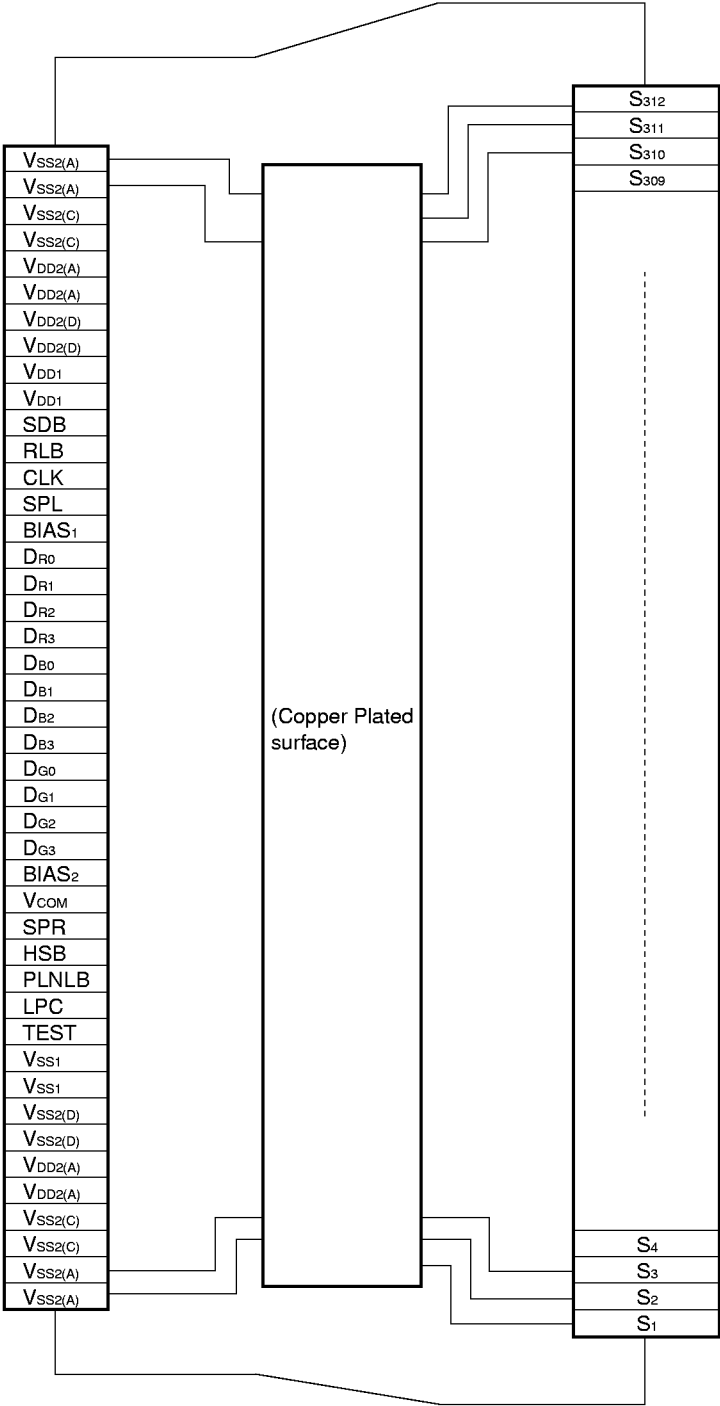 VSS2(A)
VSS2(A)
VSS2(C)
VSS2(C)
VDD2(A)
VDD2(A)
VDD2(D)
VDD2(D)
VDD1
VDD1
SDB
RLB
CLK
SPL
BIAS1
DR0
DR1
DR2
DR3
DB0
DB1
DB2
DB3
DG0
DG1
DG2
DG3
BIAS2
VCOM
SPR
HSB
PLNLB
LPC
TEST
VSS1
VSS1
VSS2(D)
VSS2(D)
VDD2(A)
VDD2(A)
VSS2(C)
VSS2(C)
VSS2(A)
VSS2(A)
(Copper Plated
surface)
S312
S311
S310
S309
S4
S3
S2
S1